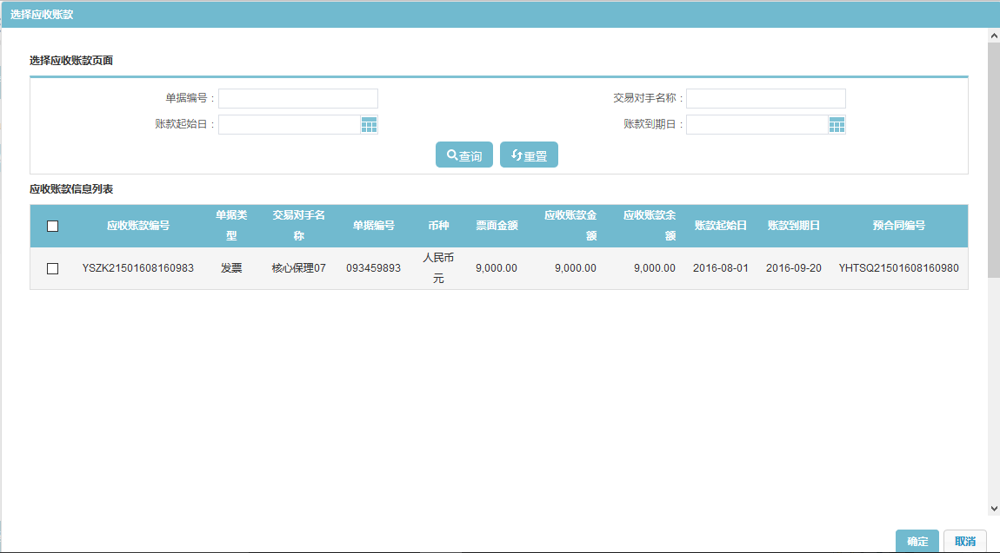 选择应收账款
选择应收账款页面
单据编号： 交易对手名称：
账款起始日： 账款到期日：
查询 重置
应收账款信息列表
应收账款编号 单据类型 交易对手名称 单据编号 币种 票面金额 应收账款金额 应收账款余额 账款起始日 账款到期日 预合同编号
YSZK21501608160983 发票 核心保理07 093459893 人民币元 9,000.00 9,000.00 9,000.00 2016-08-01 2016-09-20 YHTSQ21501608160980
确定 取消